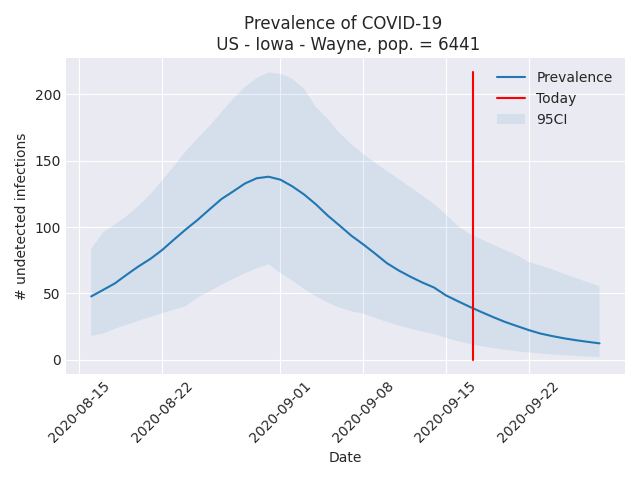 Prevalence of COVID-19
US - Iowa - Wayne, pop. = 6441
# undetected infections
200
150
100
50
0
Prevalence
Today
95CI
2020-08-15
2020-08-22
2020-09-01
2020-09-08
2020-09-15
2020-09-22
Date